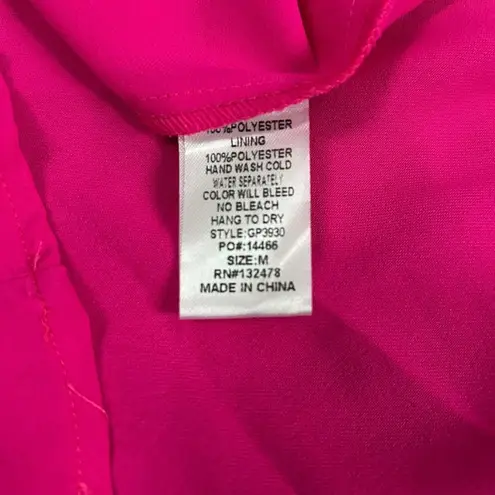 100%POLYESTER
LINING
100%POLYESTER
HAND WASH COLD
WATER SEPARATELY
COLOR WILL BLEED
NO BLEACH
HANG TO DRY
STYLE:GP3930
PO#:14466
SIZE:M
RN#132478
MADE IN CHINA